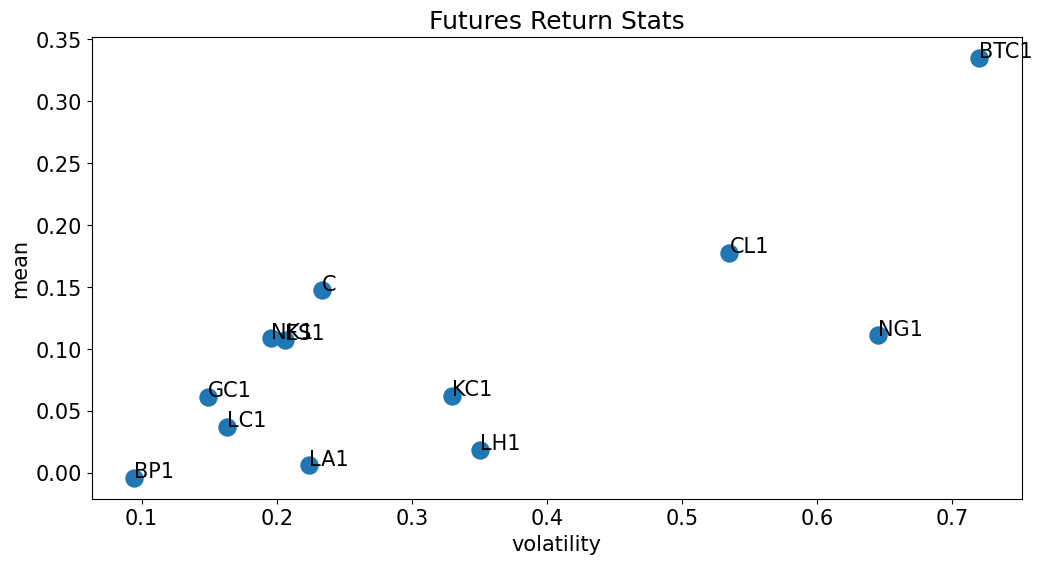 Futures Return Stats
0.35
0.30
0.25
0.20
0.15
0.10
0.05
0.00
mean
BTC1
CL1
C
NG1
NK1
ES1
GC1
KC1
LC1
LH1
LA1
BP1
0.1
0.2
0.3
0.4
0.5
0.6
0.7
volatility